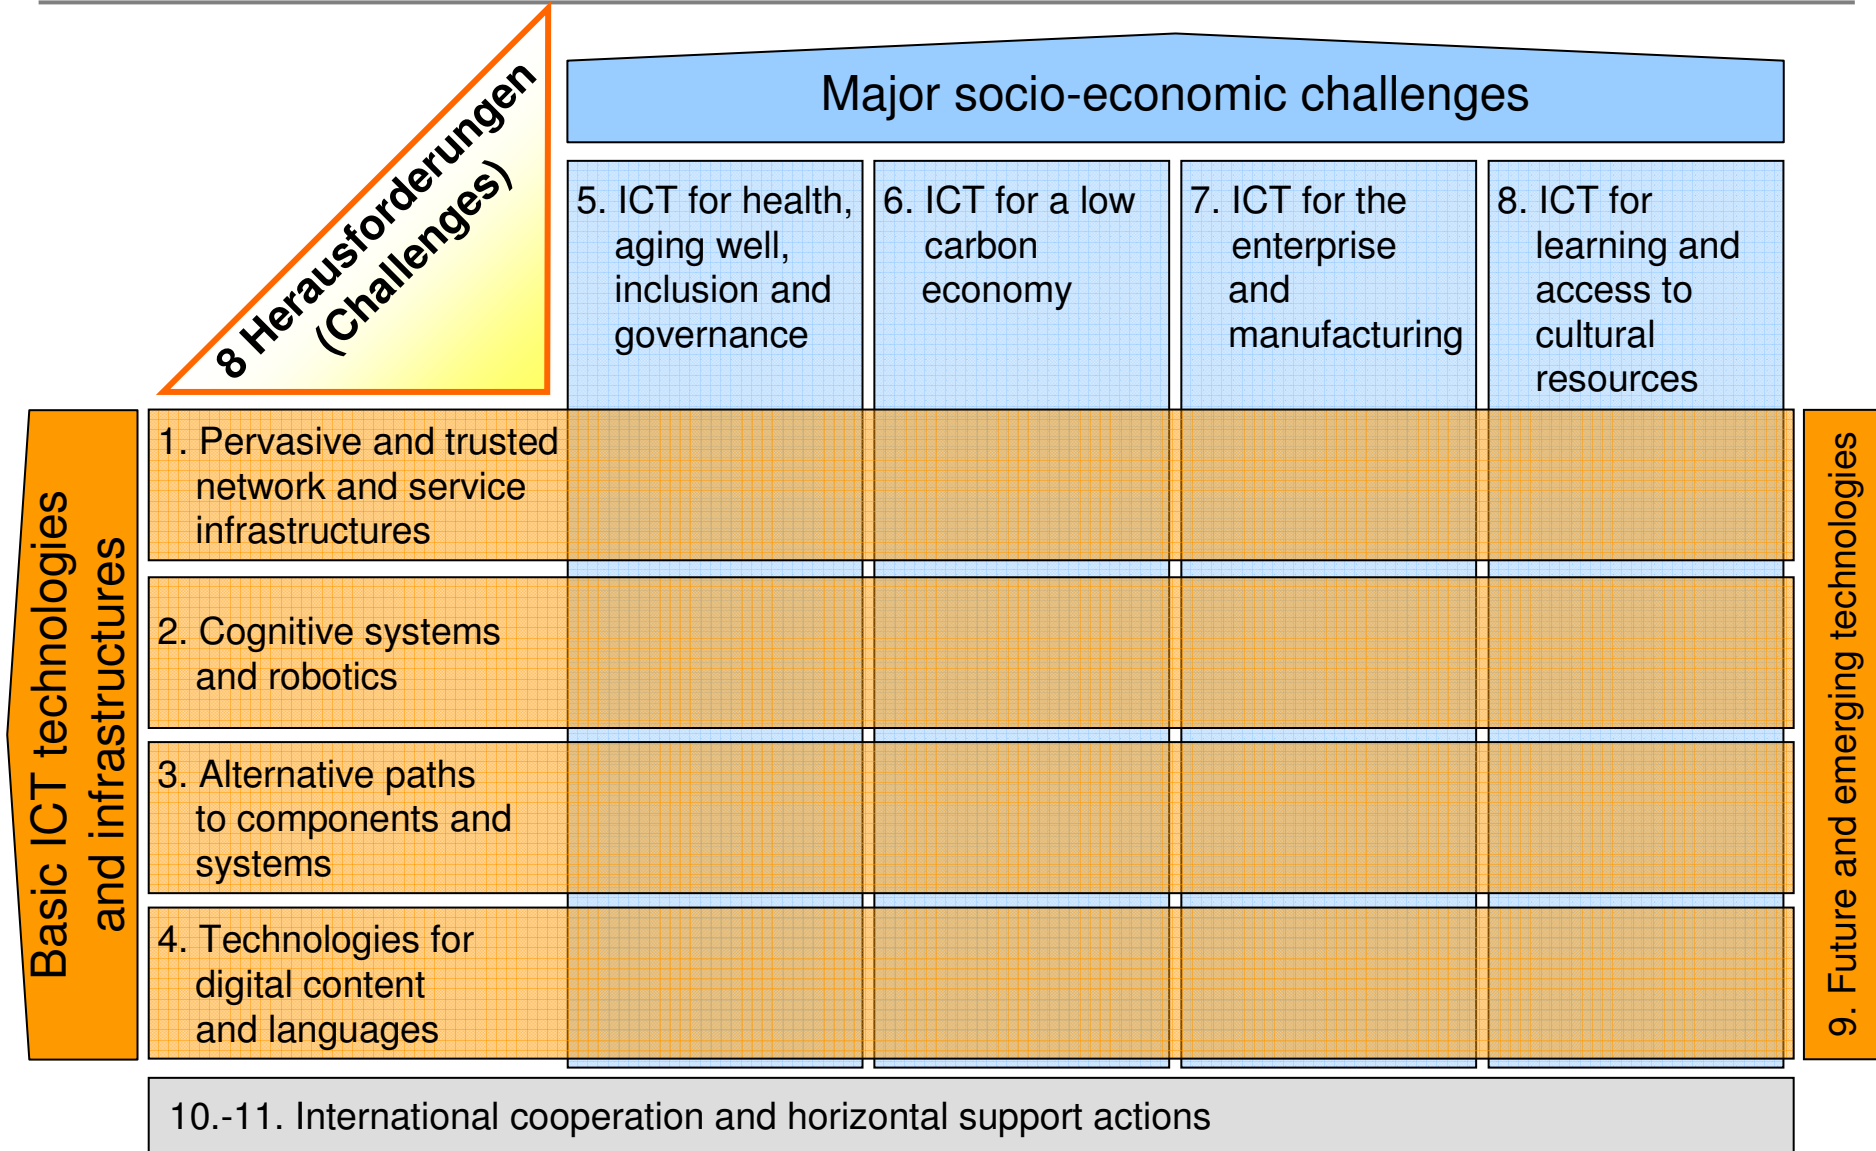 8 Herausforderungen
(Challenges)
Major socio-economic challenges
5. ICT for health,
aging well,
inclusion and
governance
6. ICT for a low
carbon
economy
7. ICT for the
enterprise
and
manufacturing
8. ICT for
learning and
access to
cultural
resources
Basic ICT technologies
and infrastructures
1. Pervasive and trusted
network and service
infrastructures
2. Cognitive systems
and robotics
3. Alternative paths
to components and
systems
4. Technologies for
digital content
and languages
9. Future and emerging technologies
10.-11. International cooperation and horizontal support actions